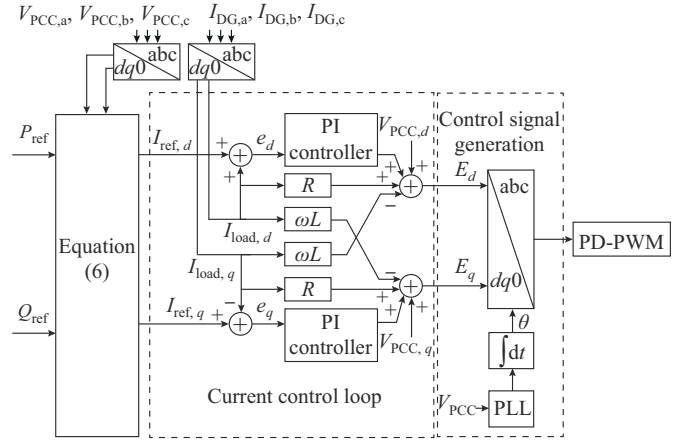 V_PCC,a, V_PCC,b, V_PCC,c
I_DG,a, I_DG,b, I_DG,c
abc
dq0
abc
dq0
P_ref
Q_ref
Equation
(6)
I_ref, d
+
+
e_d
PI
controller
R
ωL
I_load, d
ωL
I_load, q
R
I_ref, q
−
+
e_q
PI
controller
V_PCC,d
+
+
+
−
−
+
+
+
V_PCC, q
Current control loop
Control signal
generation
E_d
E_q
abc
dq0
θ
∫dt
V_PCC
PLL
PD-PWM